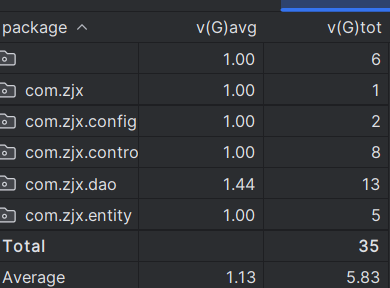 package v(G)avg v(G)tot
1.00 6
com.zjx 1.00 1
com.zjx.config 1.00 2
com.zjx.contro 1.00 8
com.zjx.dao 1.44 13
com.zjx.entity 1.00 5
Total 35
Average 1.13 5.83